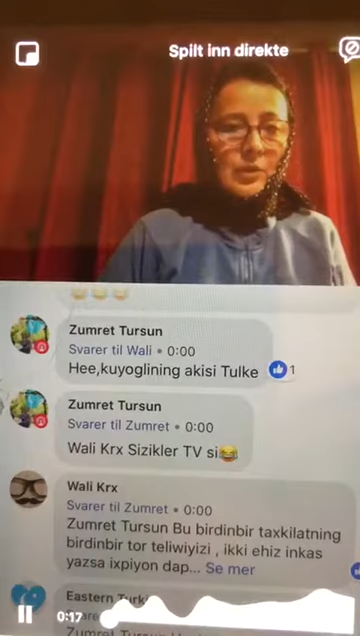 Spilt inn direkte
Zumret Tursun
Svarer til Wali • 0:00
Hee,kuyoglining akisi Tulke
1
Zumret Tursun
Svarer til Zumret • 0:00
Wali Krx Sizikler TV si😂
Wali Krx
Svarer til Zumret • 0:00
Zumret Tursun Bu birdinbir taxkilatning
birdinbir tor teliwiyizi , ikki ehiz inkas
yazsa ixpiyon dap... Se mer
Eastern
0:17
Zumret Tursun